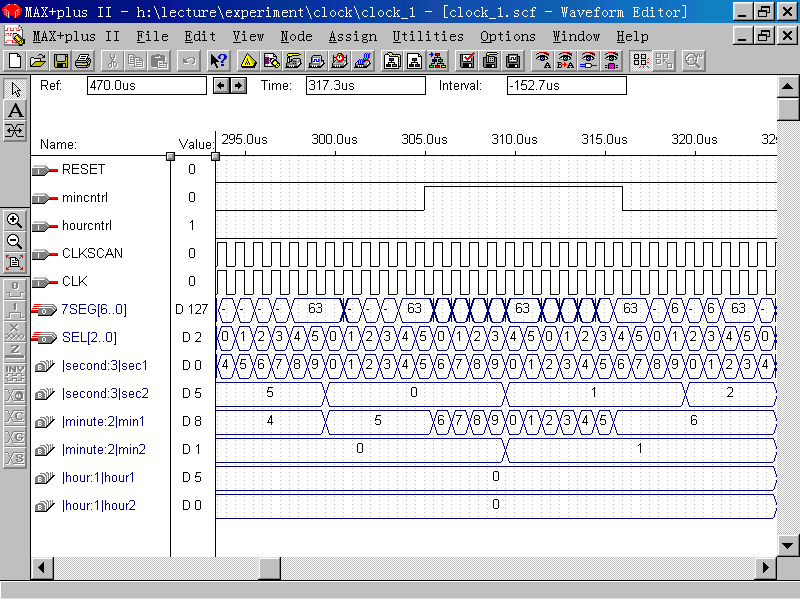 MAX+plus II - h:\lecture\experiment\clock\clock_1 - [clock_1.scf - Waveform Editor]
MAX+plus II File Edit View Node Assign Utilities Options Window Help
Ref: 470.0us Time: 317.3us Interval: -152.7us
295.0us 300.0us 305.0us 310.0us 315.0us 320.0us 32
Name: Value:
RESET 0
mincntrl 0
hourcntrl 1
CLKSCAN 0
CLK 0
7SEG[6..0] D 127 - - - - 63 - - - 63 63 63 - 6 - 6 63 -
SEL[2..0] D 2 0 1 2 3 4 5 0 1 2 3 4 5 0 1 2 3 4 5 0 1 2 3 4 5 0 1 2 3 4 5 0
|second:3|sec1 D 0 4 5 6 7 8 9 0 1 2 3 4 5 6 7 8 9 0 1 2 3 4 5 6 7 8 9 0 1 2 3 4
|second:3|sec2 D 5 5 0 1 2
|minute:2|min1 D 8 4 5 6 7 8 9 0 1 2 3 4 5 6
|minute:2|min2 D 1 0 1
|hour:1|hour1 D 5 0
|hour:1|hour2 D 0 0